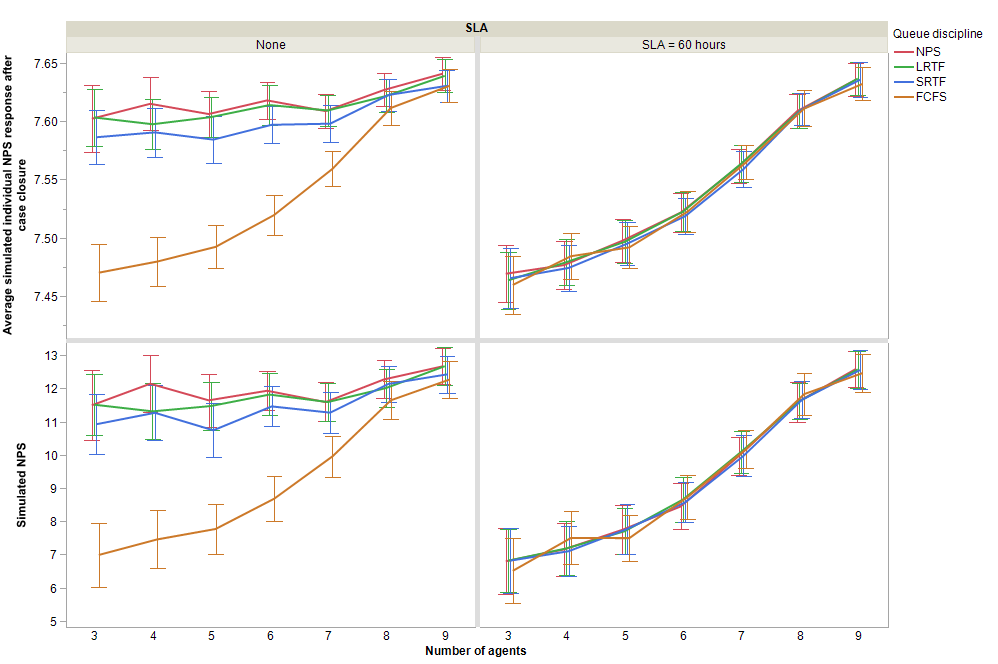 SLA
None
SLA = 60 hours
Queue discipline
NPS
LRTF
SRTF
FCFS
Average simulated individual NPS response after
case closure
7.65
7.60
7.55
7.50
7.45
Simulated NPS
13
12
11
10
9
8
7
6
5
3 4 5 6 7 8 9
3 4 5 6 7 8 9
Number of agents